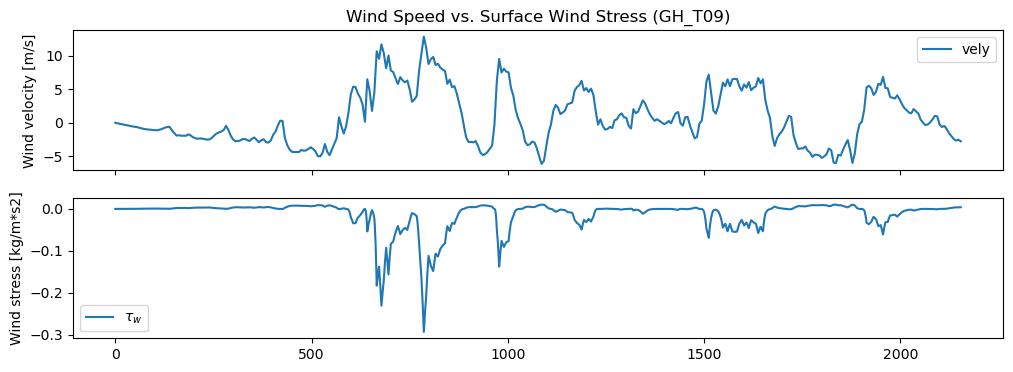 Wind Speed vs. Surface Wind Stress (GH_T09)
Wind velocity [m/s]
10
5
0
−5
vely
Wind stress [kg/m*s2]
0.0
−0.1
−0.2
−0.3
τw
0 500 1000 1500 2000